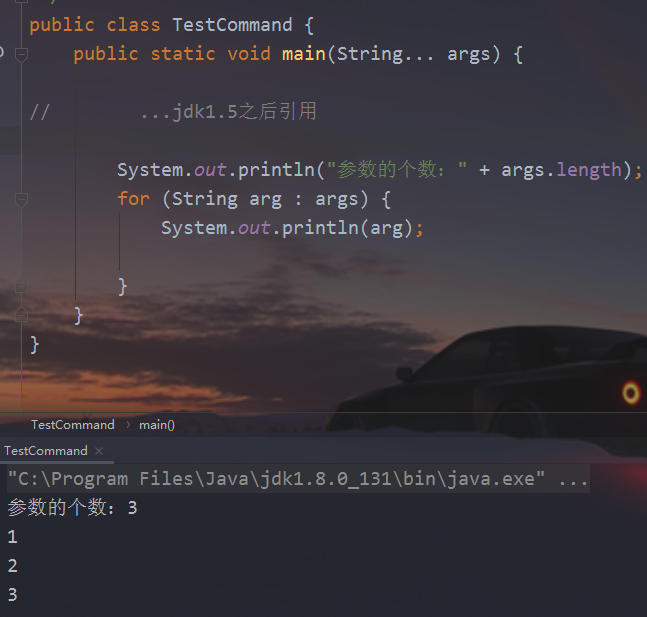 public class TestCommand {
    public static void main(String... args) {
//        ...jdk1.5之后引用
        System.out.println("参数的个数：" + args.length);
        for (String arg : args) {
            System.out.println(arg);
        }
    }
}
TestCommand › main()
TestCommand ×
"C:\Program Files\Java\jdk1.8.0_131\bin\java.exe" ...
参数的个数：3
1
2
3